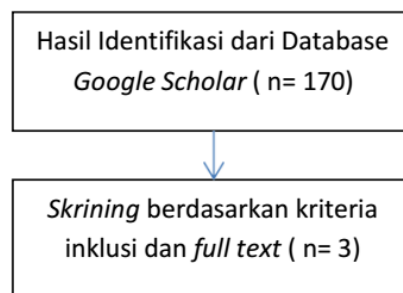 Hasil Identifikasi dari Database
Google Scholar ( n= 170)
Skrining berdasarkan kriteria
inklusi dan full text ( n= 3)